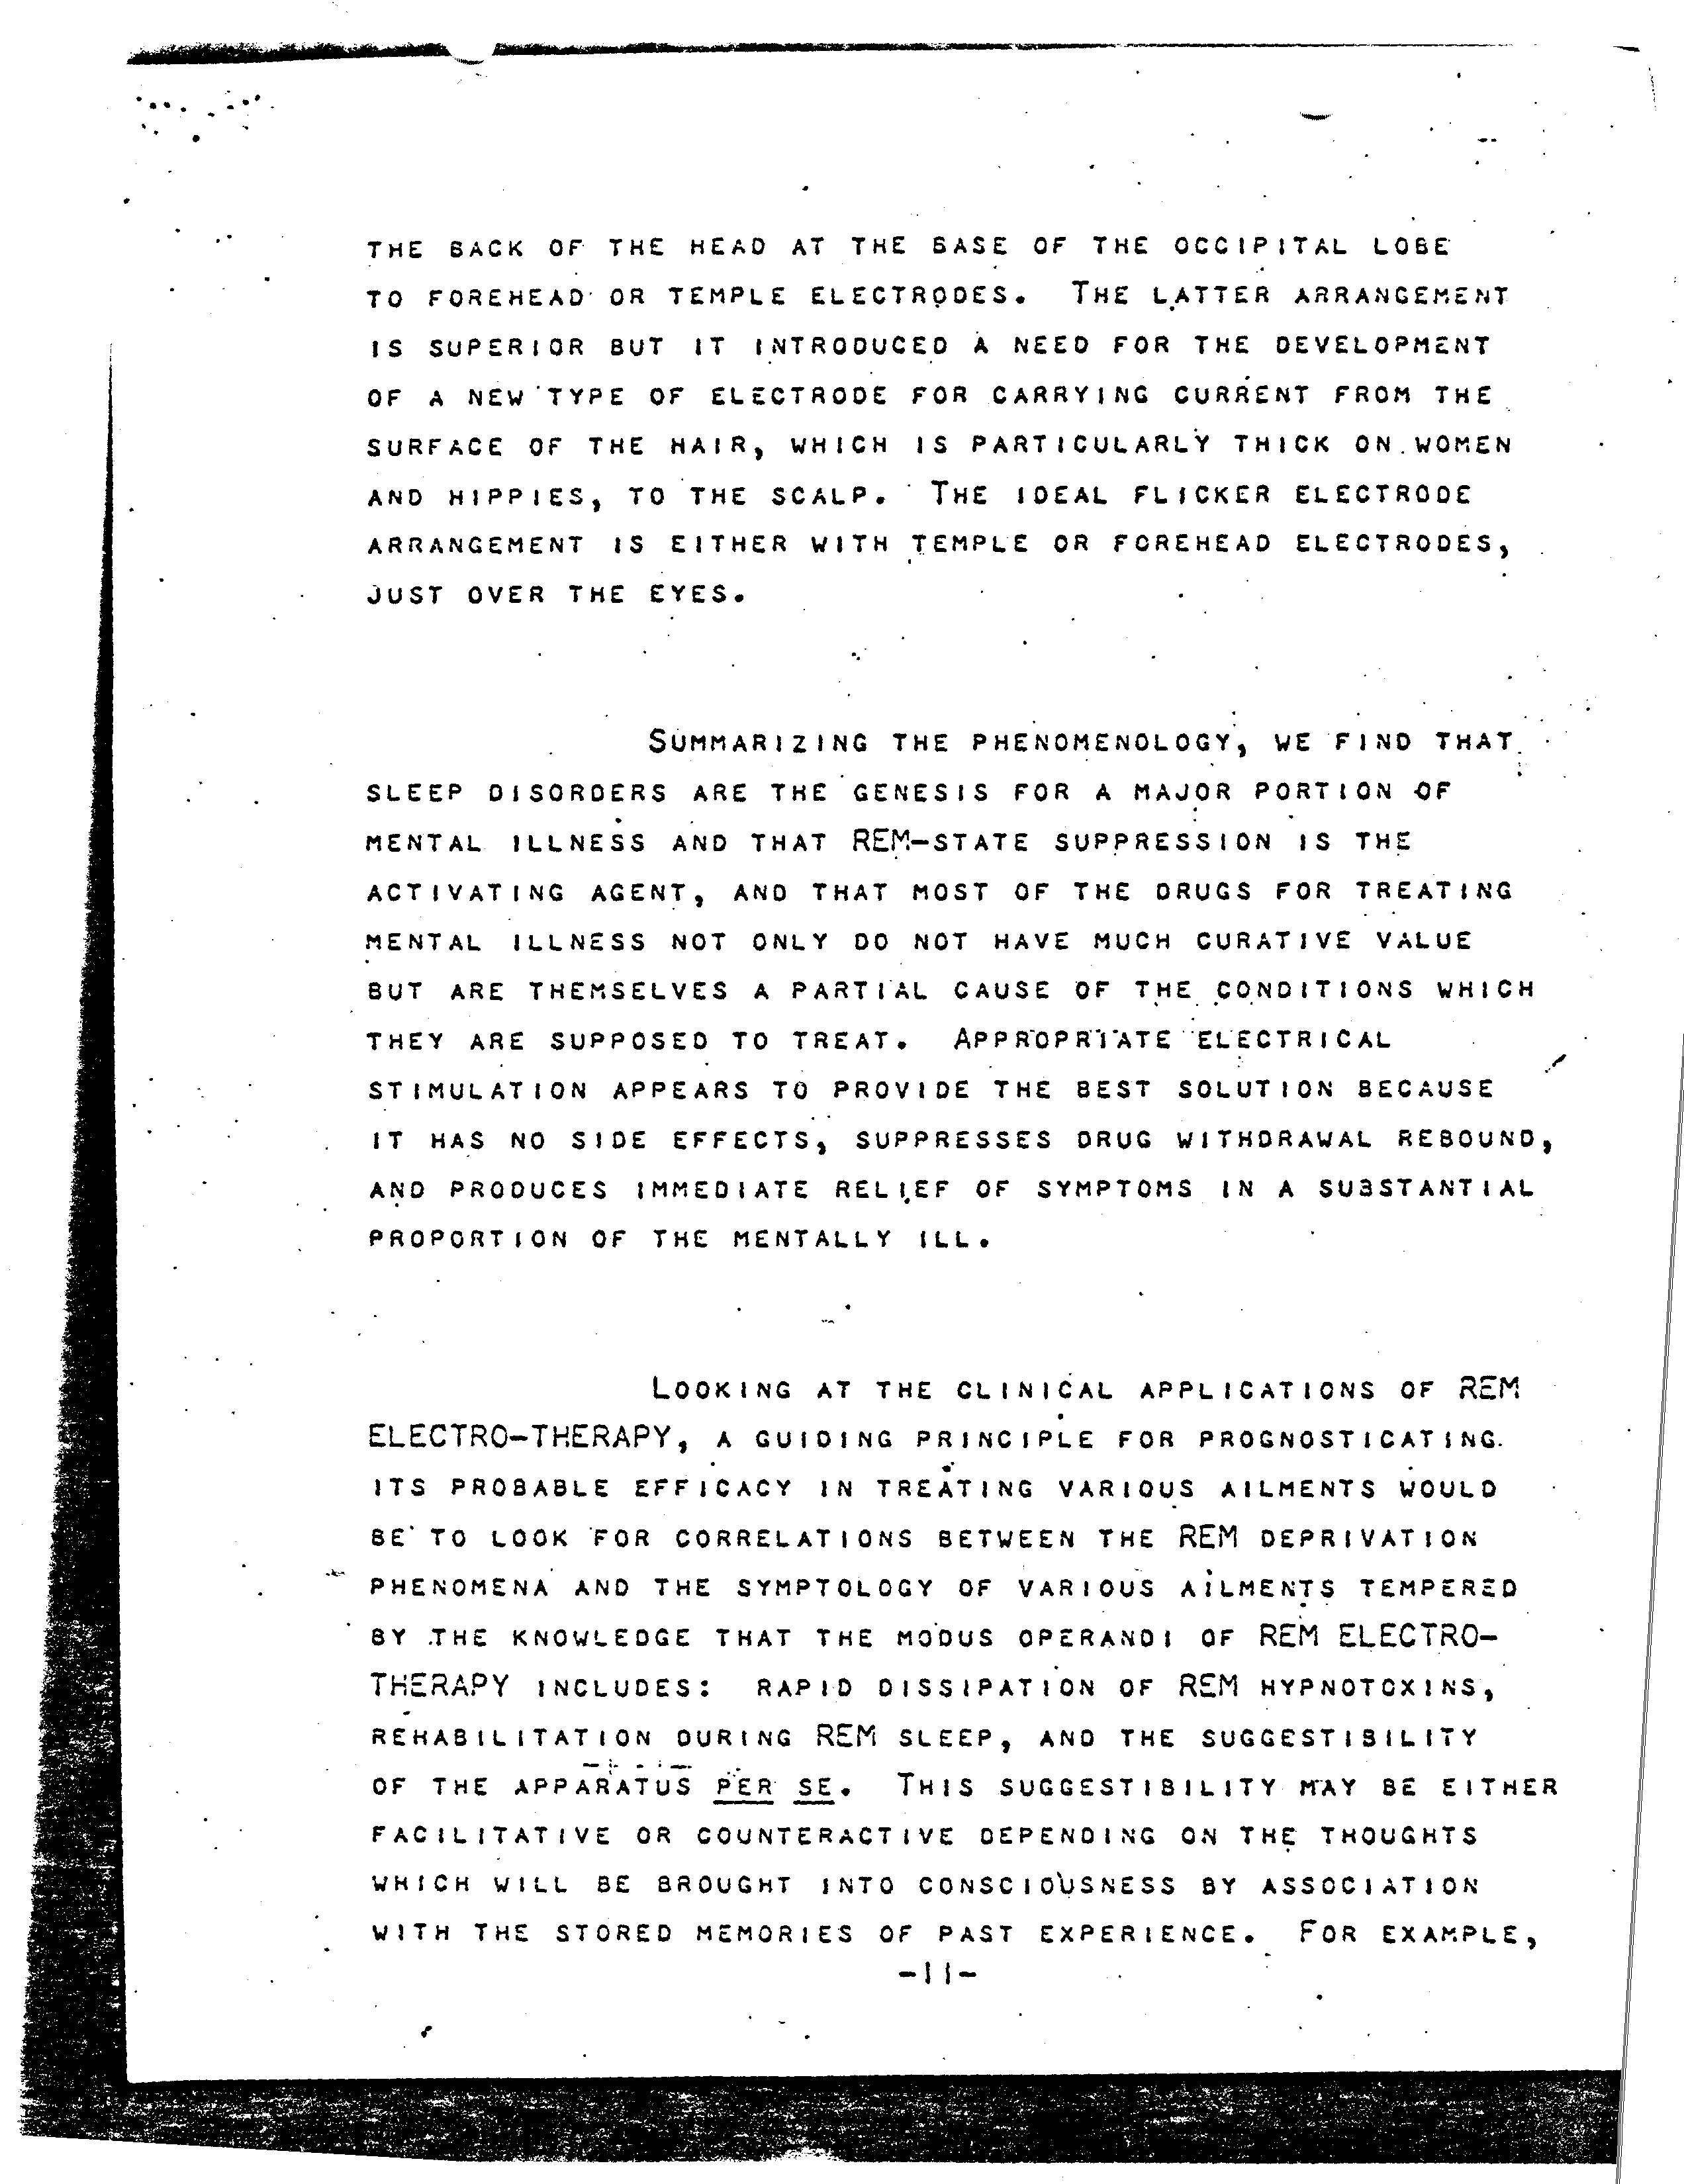 THE BACK OF THE HEAD AT THE BASE OF THE OCCIPITAL LOBE
TO FOREHEAD OR TEMPLE ELECTRODES. THE LATTER ARRANGEMENT
IS SUPERIOR BUT IT INTRODUCED A NEED FOR THE DEVELOPMENT
OF A NEW TYPE OF ELECTRODE FOR CARRYING CURRENT FROM THE
SURFACE OF THE HAIR, WHICH IS PARTICULARLY THICK ON WOMEN
AND HIPPIES, TO THE SCALP. THE IDEAL FLICKER ELECTRODE
ARRANGEMENT IS EITHER WITH TEMPLE OR FOREHEAD ELECTRODES,
JUST OVER THE EYES.
SUMMARIZING THE PHENOMENOLOGY, WE FIND THAT
SLEEP DISORDERS ARE THE GENESIS FOR A MAJOR PORTION OF
MENTAL ILLNESS AND THAT REM-STATE SUPPRESSION IS THE
ACTIVATING AGENT, AND THAT MOST OF THE DRUGS FOR TREATING
MENTAL ILLNESS NOT ONLY DO NOT HAVE MUCH CURATIVE VALUE
BUT ARE THEMSELVES A PARTIAL CAUSE OF THE CONDITIONS WHICH
THEY ARE SUPPOSED TO TREAT. APPROPRIATE ELECTRICAL
STIMULATION APPEARS TO PROVIDE THE BEST SOLUTION BECAUSE
IT HAS NO SIDE EFFECTS, SUPPRESSES DRUG WITHDRAWAL REBOUND,
AND PRODUCES IMMEDIATE RELIEF OF SYMPTOMS IN A SUBSTANTIAL
PROPORTION OF THE MENTALLY ILL.
LOOKING AT THE CLINICAL APPLICATIONS OF REM
ELECTRO-THERAPY, A GUIDING PRINCIPLE FOR PROGNOSTICATING
ITS PROBABLE EFFICACY IN TREATING VARIOUS AILMENTS WOULD
BE TO LOOK FOR CORRELATIONS BETWEEN THE REM DEPRIVATION
PHENOMENA AND THE SYMPTOLOGY OF VARIOUS AILMENTS TEMPERED
BY THE KNOWLEDGE THAT THE MODUS OPERANDI OF REM ELECTRO-
THERAPY INCLUDES: RAPID DISSIPATION OF REM HYPNOTOXINS,
REHABILITATION DURING REM SLEEP, AND THE SUGGESTIBILITY
OF THE APPARATUS PER SE. THIS SUGGESTIBILITY MAY BE EITHER
FACILITATIVE OR COUNTERACTIVE DEPENDING ON THE THOUGHTS
WHICH WILL BE BROUGHT INTO CONSCIOUSNESS BY ASSOCIATION
WITH THE STORED MEMORIES OF PAST EXPERIENCE. FOR EXAMPLE,
-11-